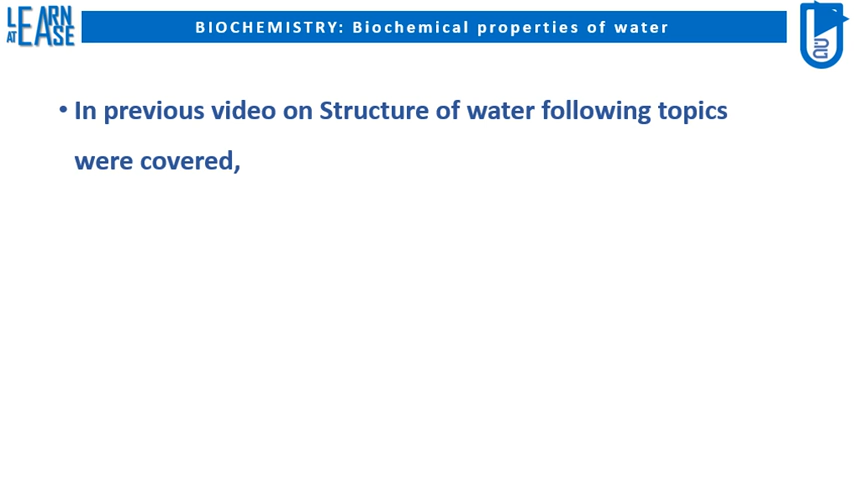 LEARN
AT EASE
BIOCHEMISTRY: Biochemical properties of water
• In previous video on Structure of water following topics
were covered,